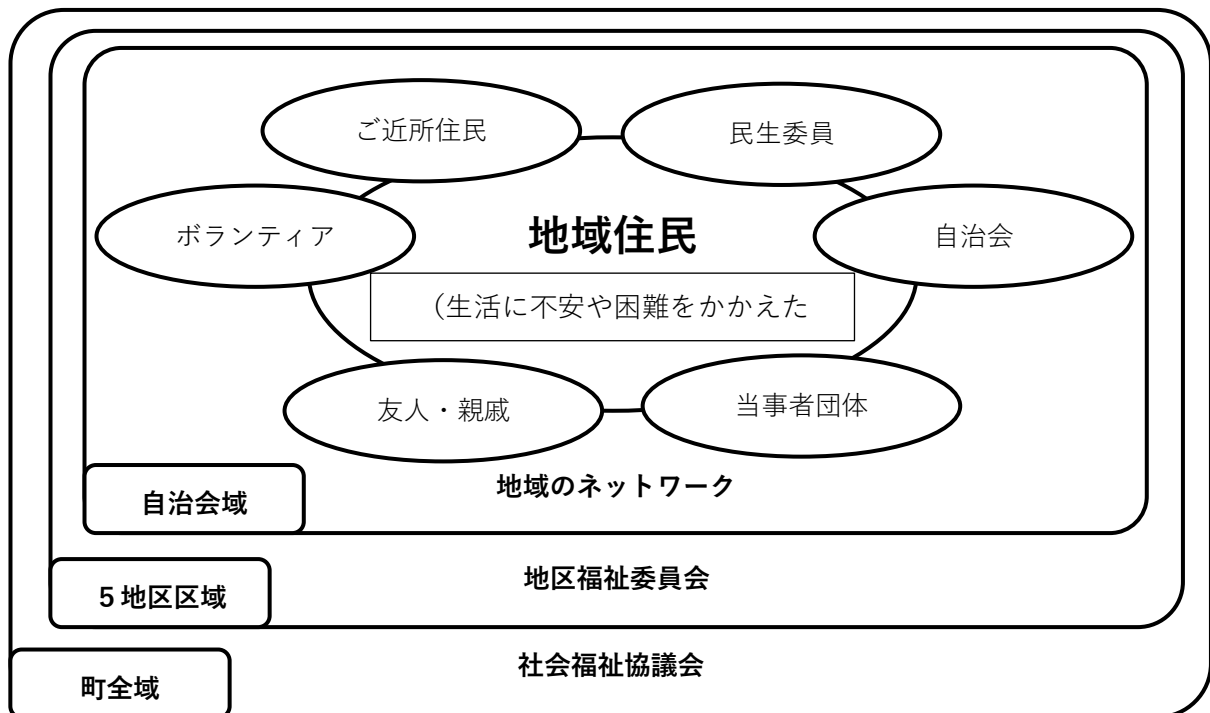 ご近所住民
民生委員
ボランティア
地域住民
自治会
（生活に不安や困難をかかえた
友人・親戚
当事者団体
地域のネットワーク
自治会域
地区福祉委員会
5地区区域
社会福祉協議会
町全域